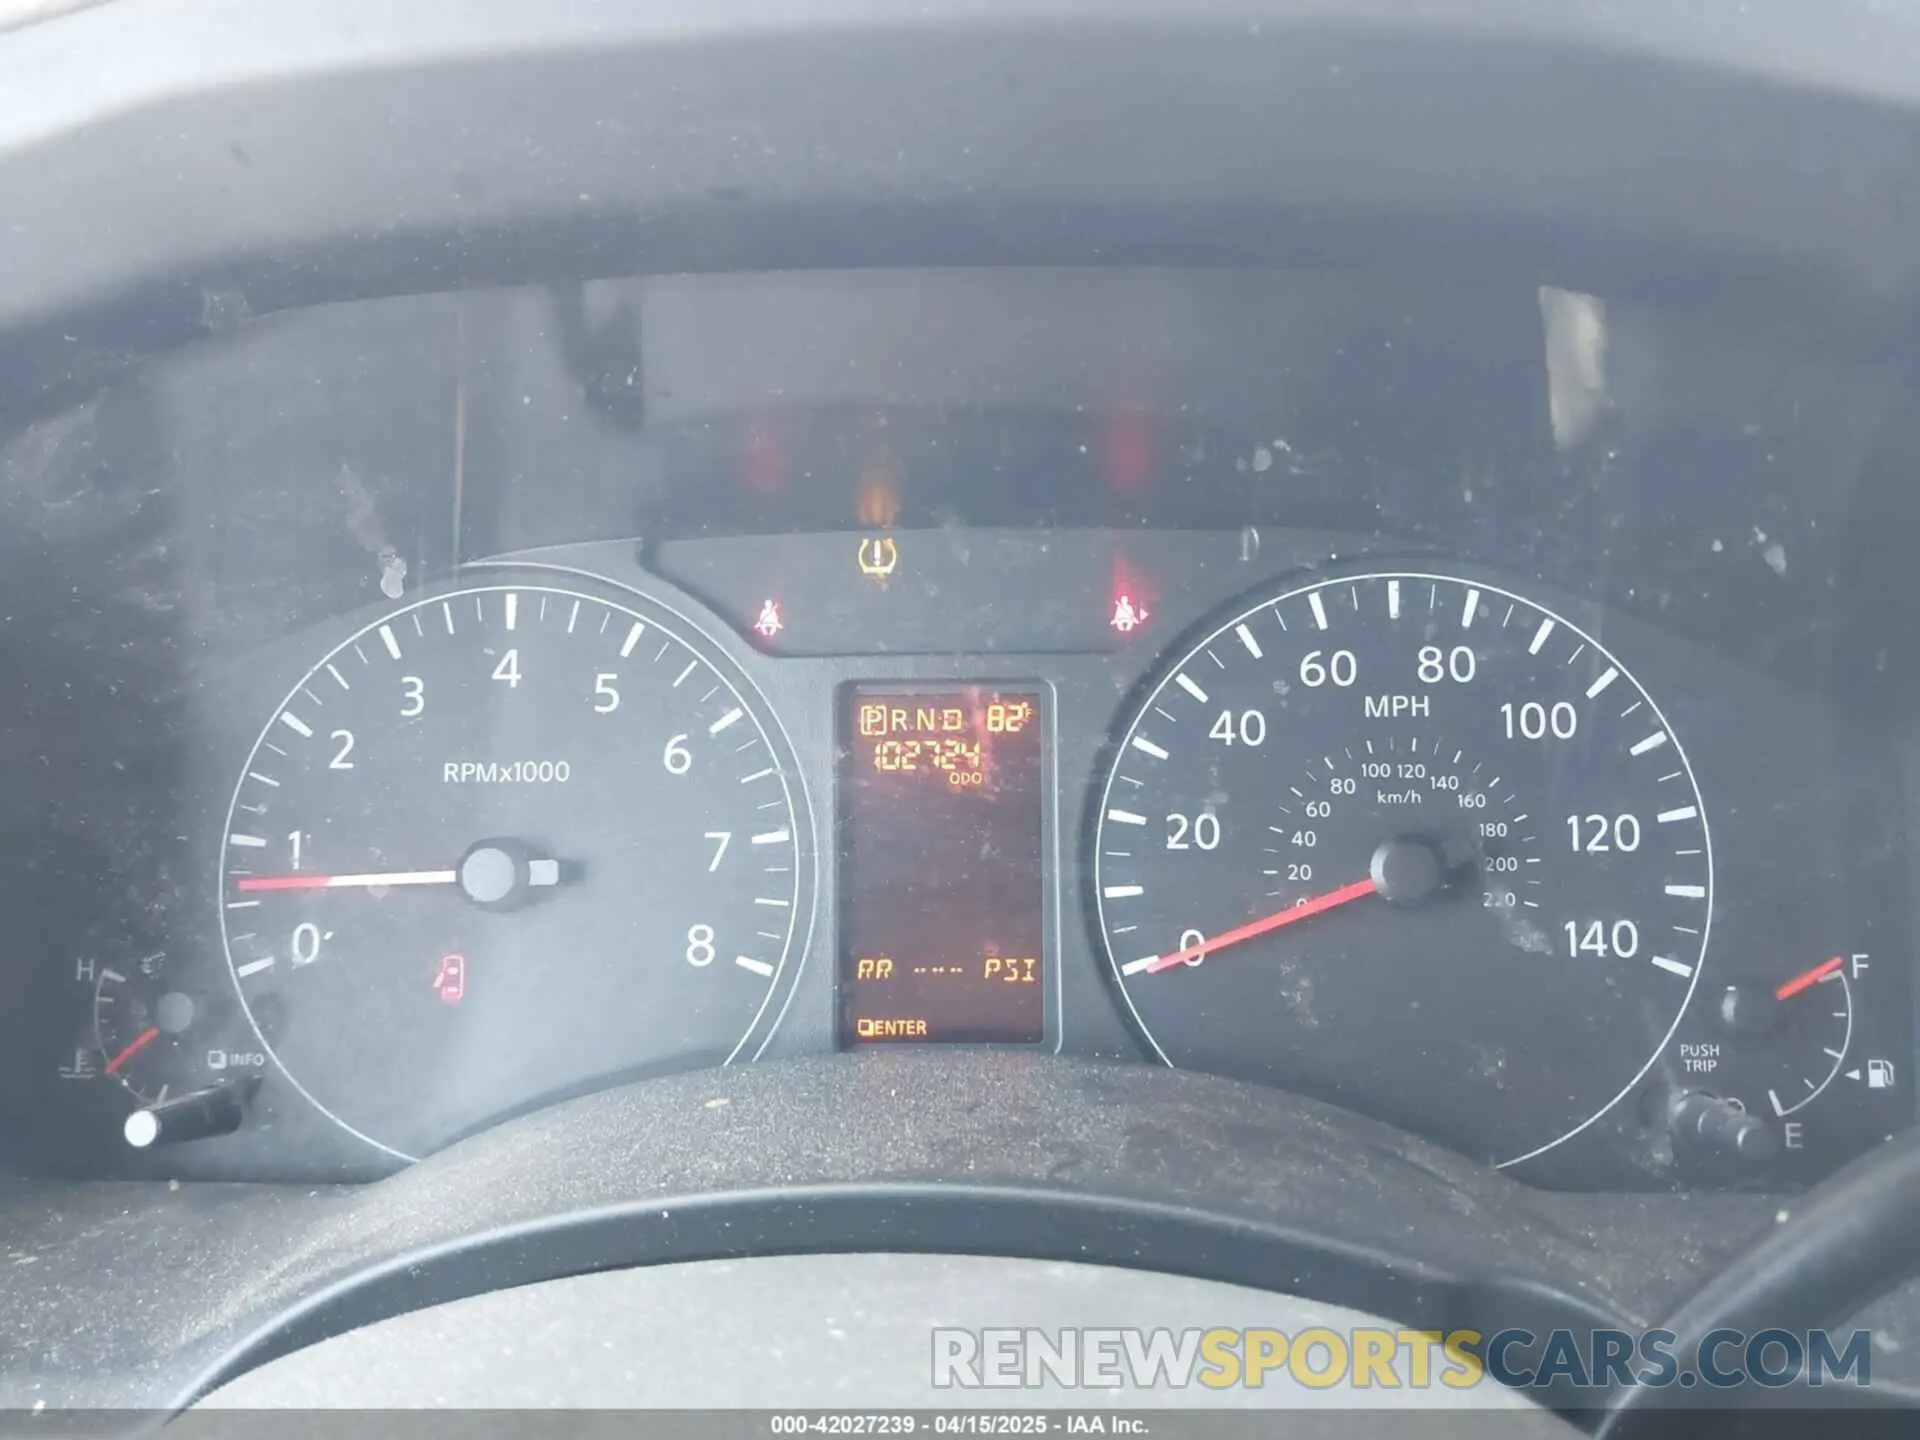 4
3
5
2
6
RPMx1000
1
7
0
8
H
C
INFO
P R N D 82°F
102724
ODO
RR --- PSI
ENTER
60
80
MPH
40
100
100
120
80
140
km/h
60
160
20
120
40
180
20
200
0
220
0
140
F
PUSH
TRIP
E
RENEWSPORTSCARS.COM
000-42027239 - 04/15/2025 - IAA Inc.